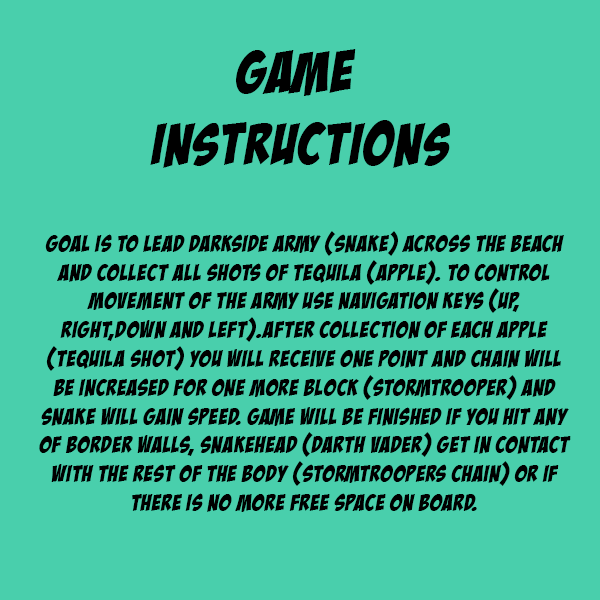 GAME
INSTRUCTIONS
GOAL IS TO LEAD DARKSIDE ARMY (SNAKE) ACROSS THE BEACH
AND COLLECT ALL SHOTS OF TEQUILA (APPLE). TO CONTROL
MOVEMENT OF THE ARMY USE NAVIGATION KEYS (UP,
RIGHT,DOWN AND LEFT).AFTER COLLECTION OF EACH APPLE
(TEQUILA SHOT) YOU WILL RECEIVE ONE POINT AND CHAIN WILL
BE INCREASED FOR ONE MORE BLOCK (STORMTROOPER) AND
SNAKE WILL GAIN SPEED. GAME WILL BE FINISHED IF YOU HIT ANY
OF BORDER WALLS, SNAKEHEAD (DARTH VADER) GET IN CONTACT
WITH THE REST OF THE BODY (STORMTROOPERS CHAIN) OR IF
THERE IS NO MORE FREE SPACE ON BOARD.